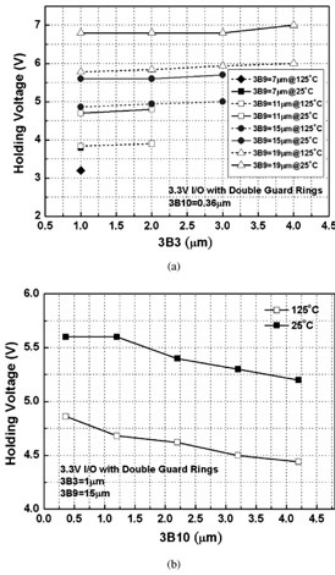 7
6
5
4
3
2
Holding Voltage (V)
3B9=7μm@125°C
3B9=7μm@25°C
3B9=11μm@125°C
3B9=11μm@25°C
3B9=15μm@125°C
3B9=15μm@25°C
3B9=19μm@125°C
3B9=19μm@25°C
3.3V I/O with Double Guard Rings
3B10=0.36μm
0.5 1.0 1.5 2.0 2.5 3.0 3.5 4.0 4.5
3B3 (μm)
(a)
6.0
5.5
5.0
4.5
4.0
Holding Voltage (V)
125°C
25°C
3.3V I/O with Double Guard Rings
3B3=1μm
3B9=15μm
0.0 0.5 1.0 1.5 2.0 2.5 3.0 3.5 4.0 4.5 5.0
3B10 (μm)
(b)